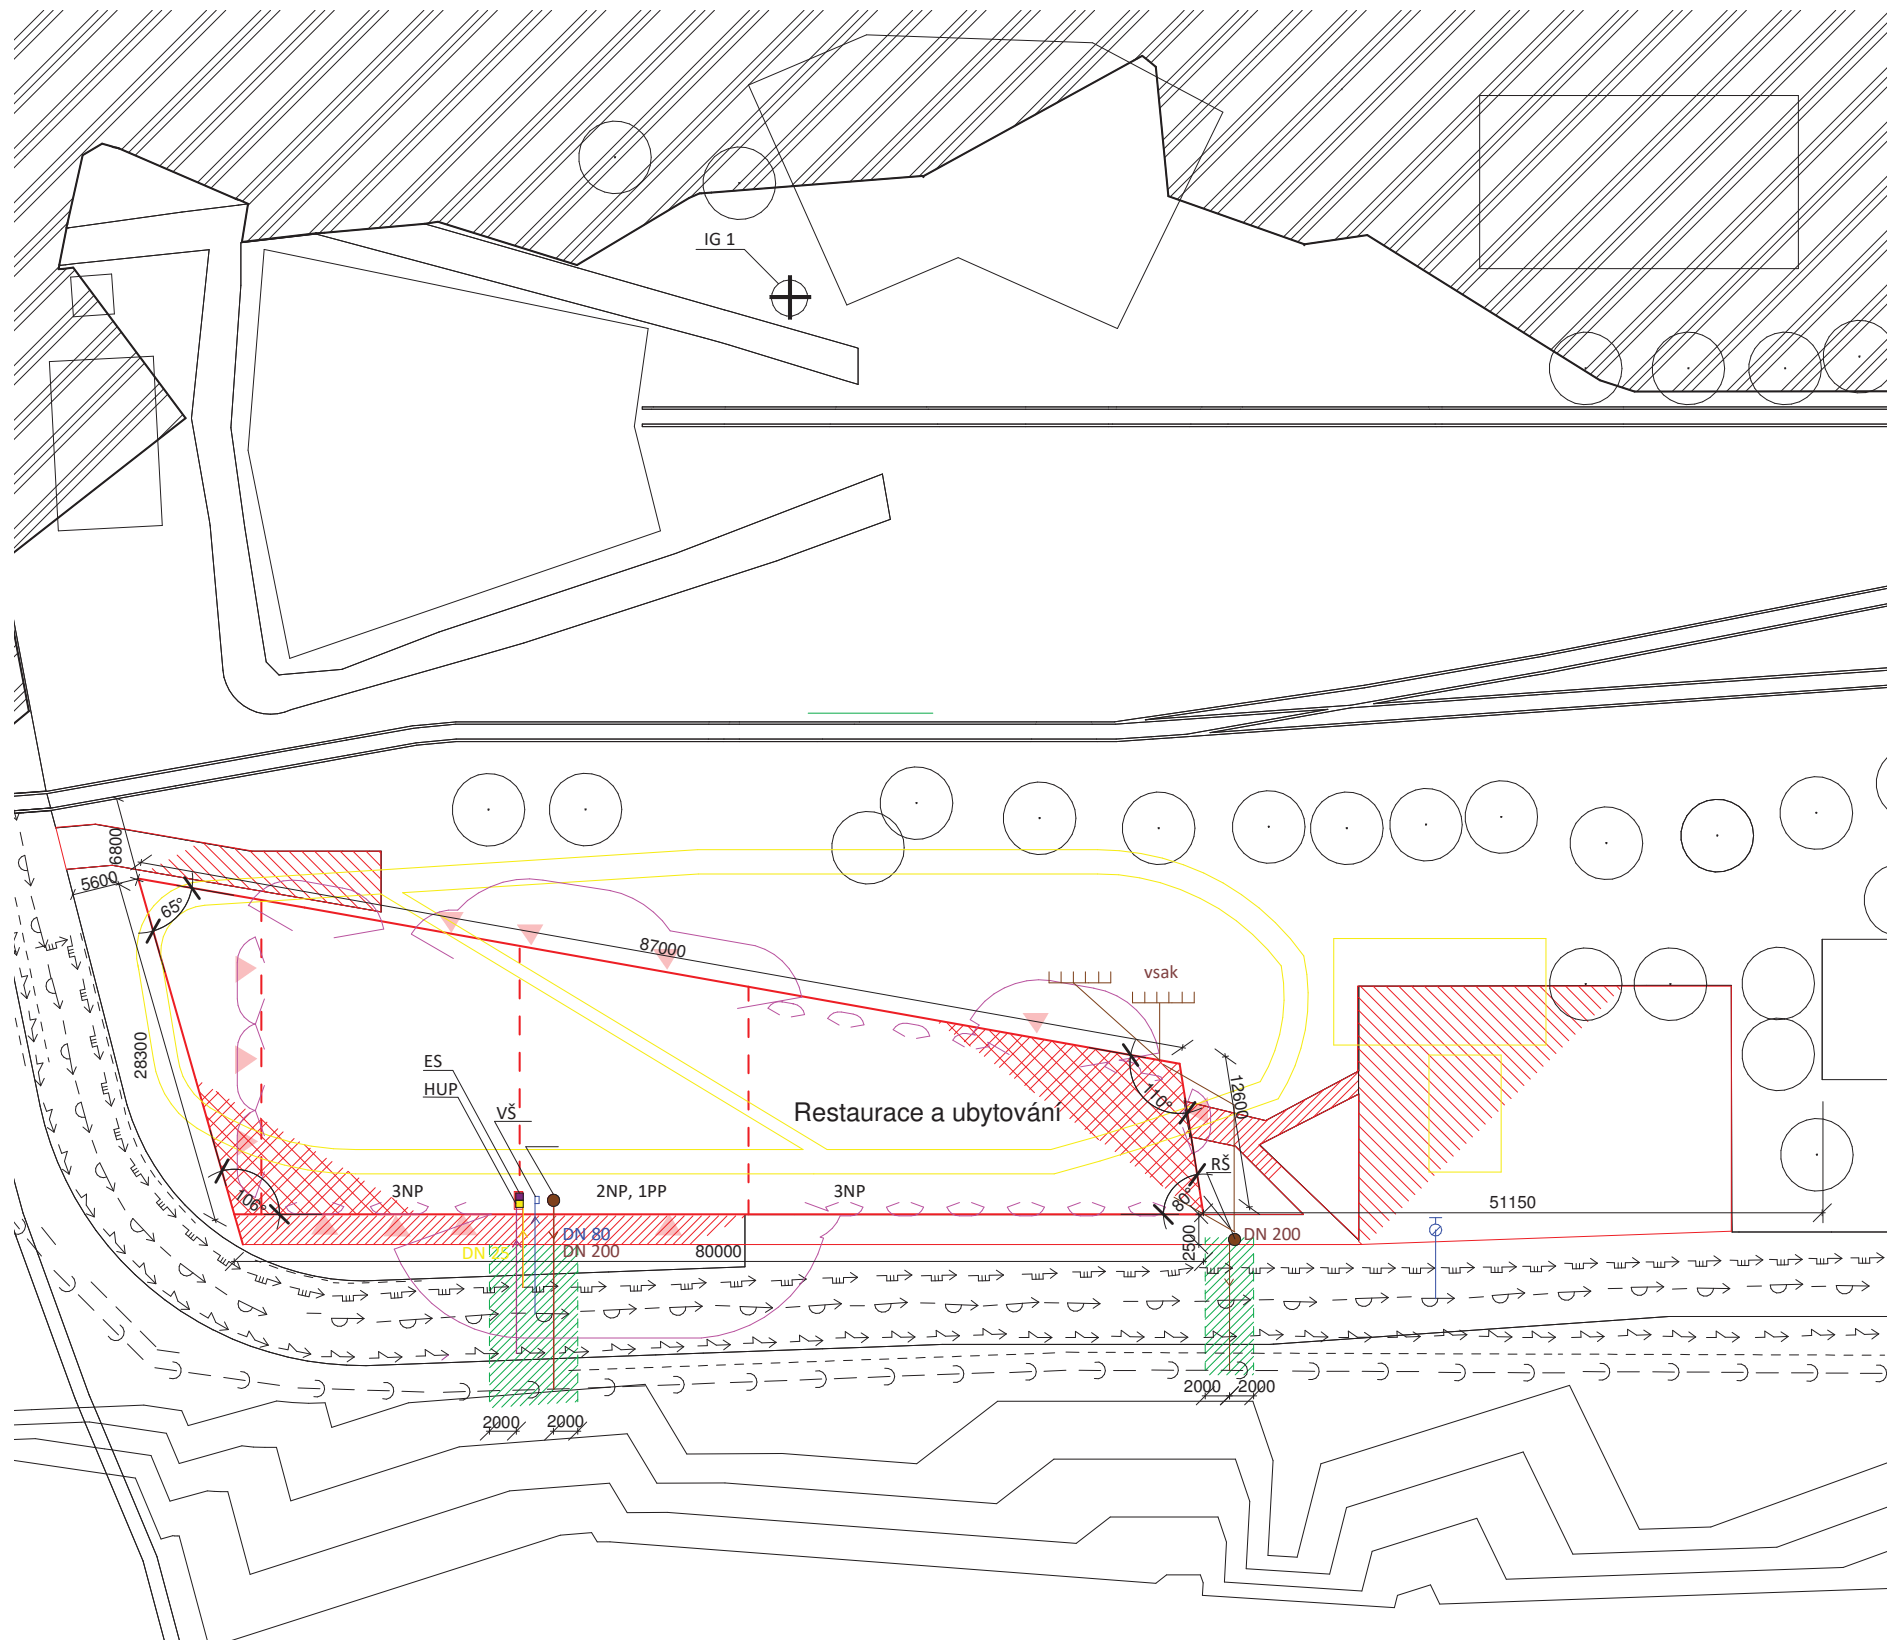 IG 1
6800
5600
65°
87000
vsak
28300
ES
HUP
VŠ
Restaurace a ubytování
110°
12600
RŠ
106°
3NP
2NP, 1PP
3NP
80°
51150
DN 80
DN 25
DN 200
80000
2500
DN 200
2000
2000
2000
2000